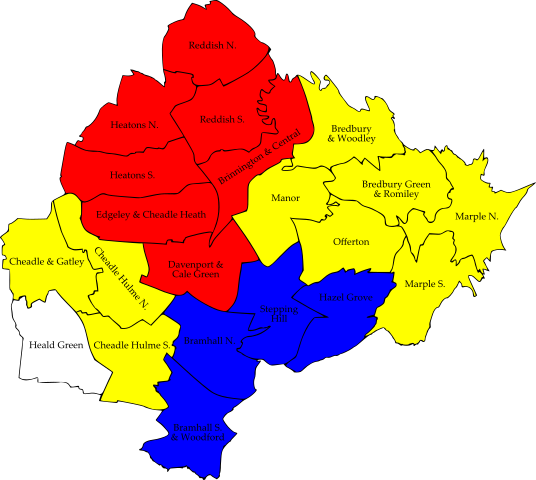 Reddish N.
Heatons N.
Reddish S.
Bredbury
& Woodley
Brinnington & Central
Heatons S.
Bredbury Green
& Romiley
Manor
Edgeley & Cheadle Heath
Marple N.
Offerton
Cheadle & Gatley
Cheadle Hulme N.
Davenport &
Cale Green
Marple S.
Hazel Grove
Stepping
Hill
Heald Green
Cheadle Hulme S.
Bramhall N.
Bramhall S.
& Woodford